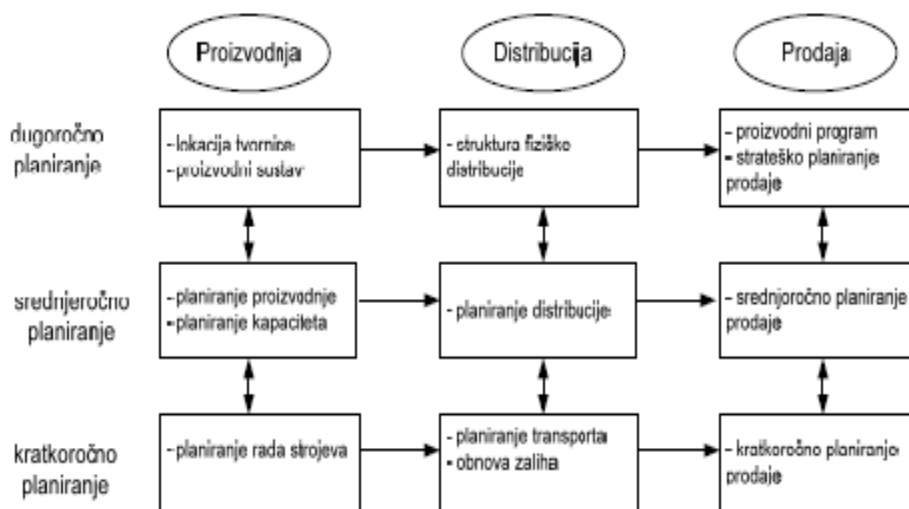 Proizvodnja
Distribucija
Prodaja
dugoročno
planiranje
- lokacija tvornice
- proizvodni sustav
- struktura fizičke
distribucije
- proizvodni program
- strateško planiranje
prodaje
srednjeročno
planiranje
- planiranje proizvodnje
- planiranje kapaciteta
- planiranje distribucije
- srednjoročno planiranje
prodaje
kratkoročno
planiranje
- planiranje rada strojeva
- planiranje transporta
- obnova zaliha
- kratkoročno planiranje
prodaje